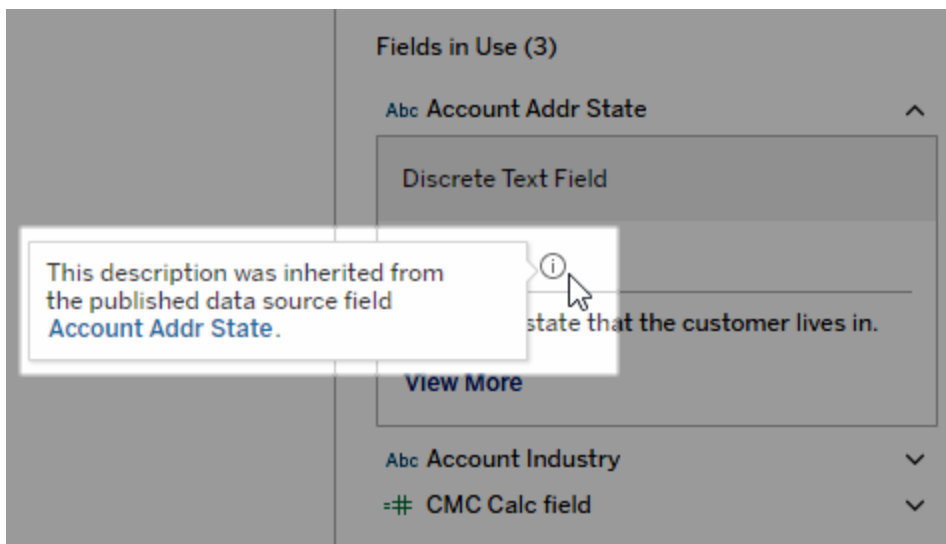 Fields in Use (3)
Abc Account Addr State
Discrete Text Field
This description was inherited from
the published data source field
Account Addr State.
state that the customer lives in.
View More
Abc Account Industry
=# CMC Calc field